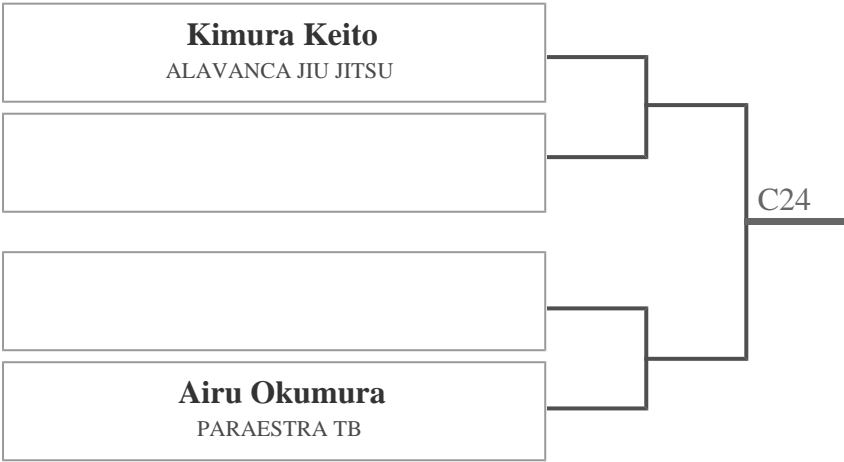 Kimura Keito
ALAVANCA JIU JITSU
C24
Airu Okumura
PARAESTRA TB